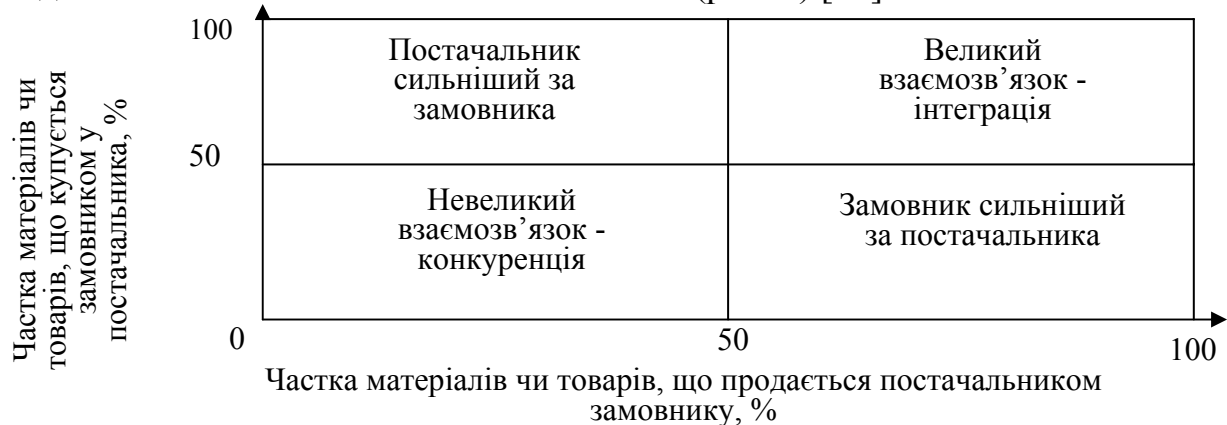 100
Постачальник
сильніший за
замовника
Великий
взаємозв’язок -
інтеграція
Частка матеріалів чи
товарів, що купується
замовником у
постачальника, %
50
Невеликий
взаємозв’язок -
конкуренція
Замовник сильніший
за постачальника
0
50
100
Частка матеріалів чи товарів, що продається постачальником
замовнику, %